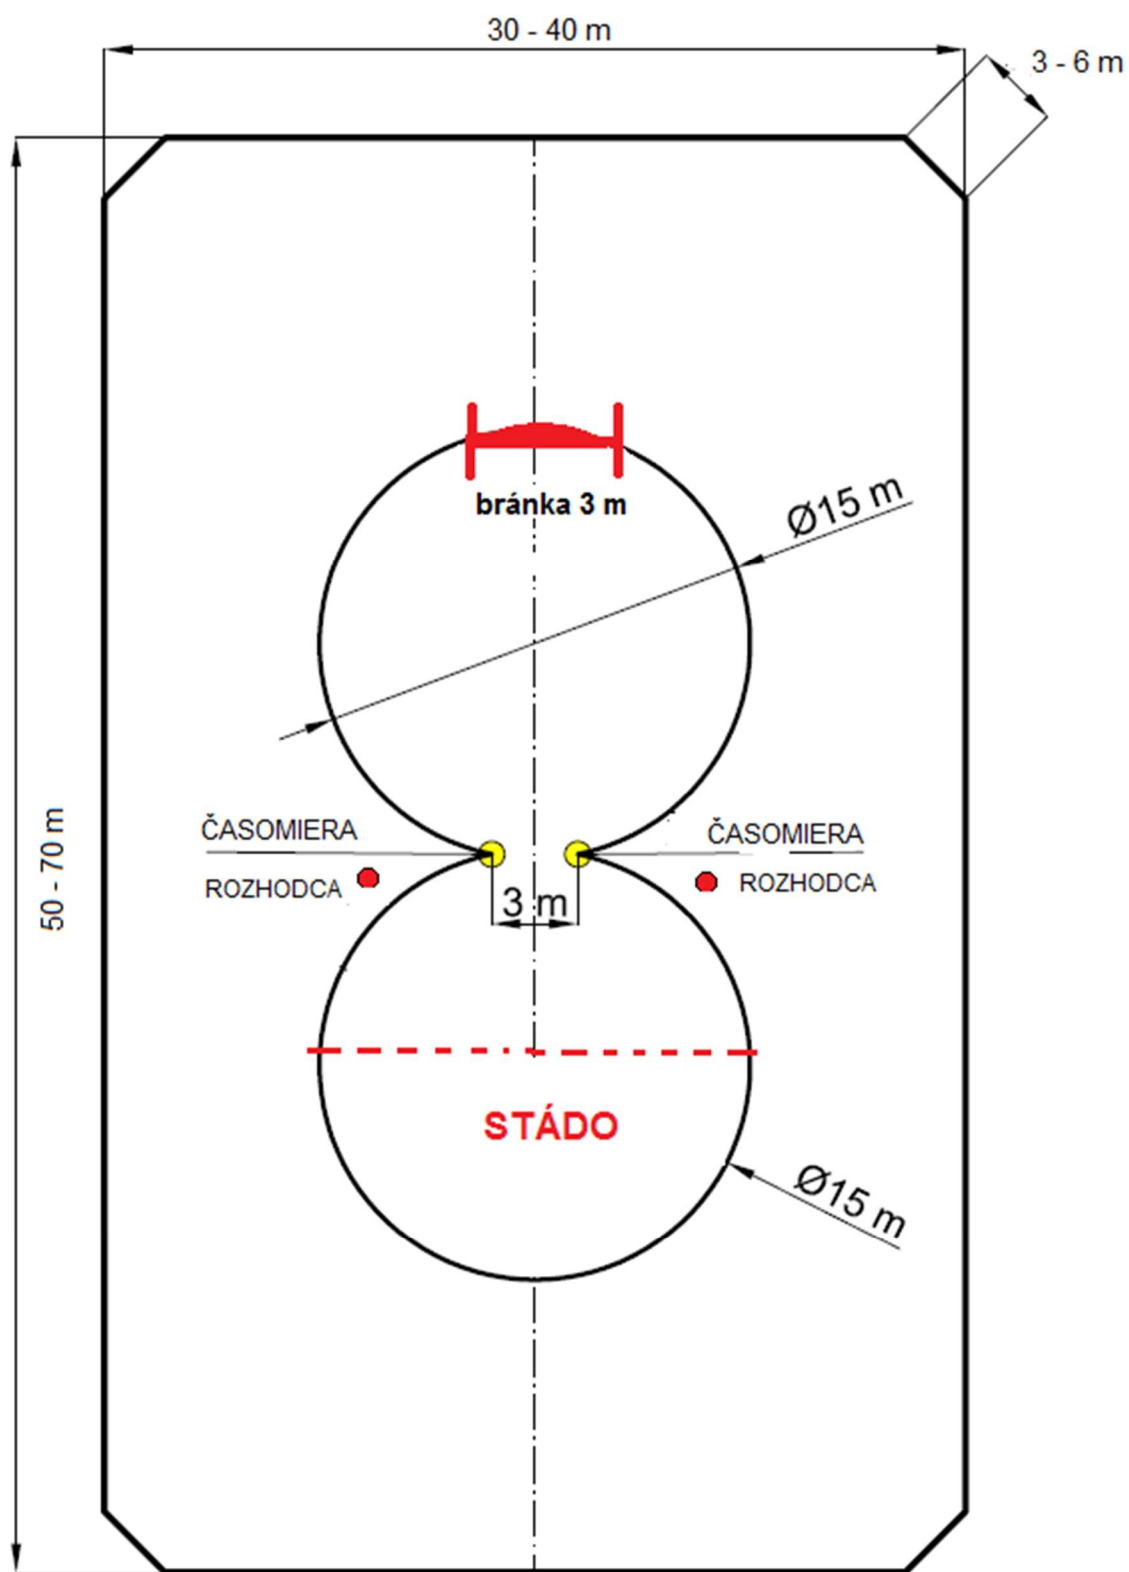 30 - 40 m
3 - 6 m
bránka 3 m
Ø15 m
ČASOMIERA
ČASOMIERA
ROZHODCA
ROZHODCA
3 m
50 - 70 m
STÁDO
Ø15 m